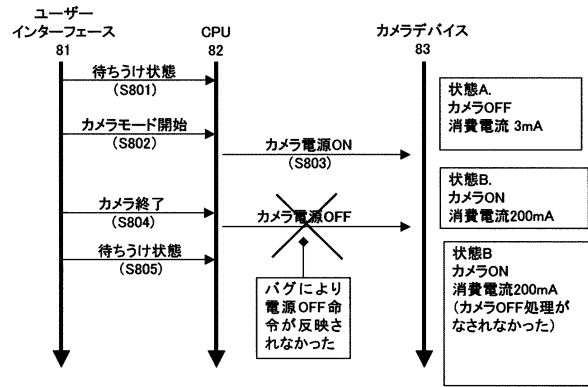 ユーザー
インターフェース
81
CPU
82
カメラデバイス
83
待ちうけ状態
(S801)
カメラモード開始
(S802)
カメラ電源ON
(S803)
カメラ終了
(S804)
カメラ電源OFF
待ちうけ状態
(S805)
バグにより
電源OFF命
令が反映さ
れなかった
状態A.
カメラOFF
消費電流 3mA
状態B.
カメラON
消費電流200mA
状態B
カメラON
消費電流200mA
(カメラOFF処理が
なされなかった)